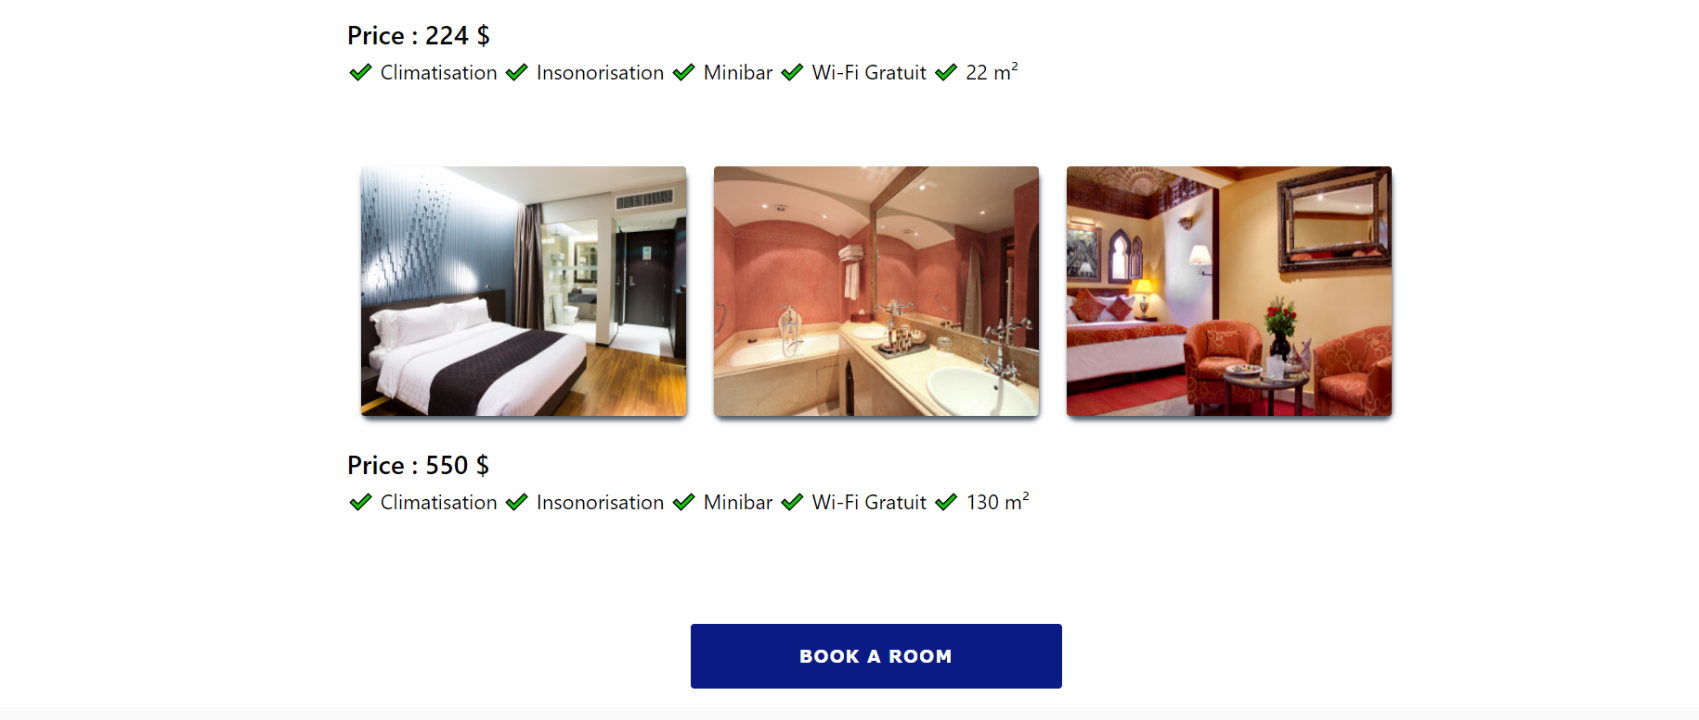 Price : 224 $
Climatisation Insonorisation Minibar Wi-Fi Gratuit 22 m²
Price : 550 $
Climatisation Insonorisation Minibar Wi-Fi Gratuit 130 m²
BOOK A ROOM